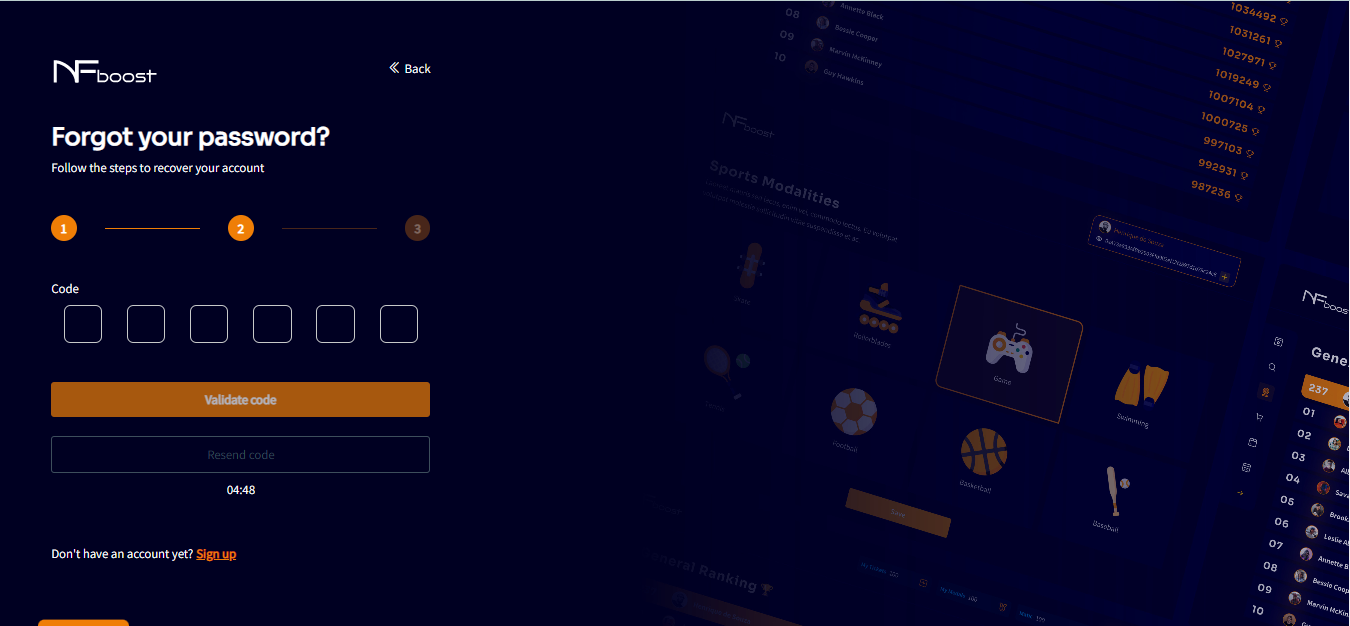 NFboost
Back
Forgot your password?
Follow the steps to recover your account
1
2
3
Code
Validate code
Resend code
04:48
Don't have an account yet? Sign up
08
Annette Black
09
Bessie Cooper
10
Marvin McKinney
Guy Hawkins
1034492
1031261
1027971
1019249
1007104
1000725
997103
992931
987236
NFboost
Sports Modalities
Rollerblades
Game
Swimming
Football
Basketball
Baseball
Save
NFboost
237
01
02
03
04
05
06
07
08
09
10
Leslie
Annette B
Bessie Coop
Marvin McKin